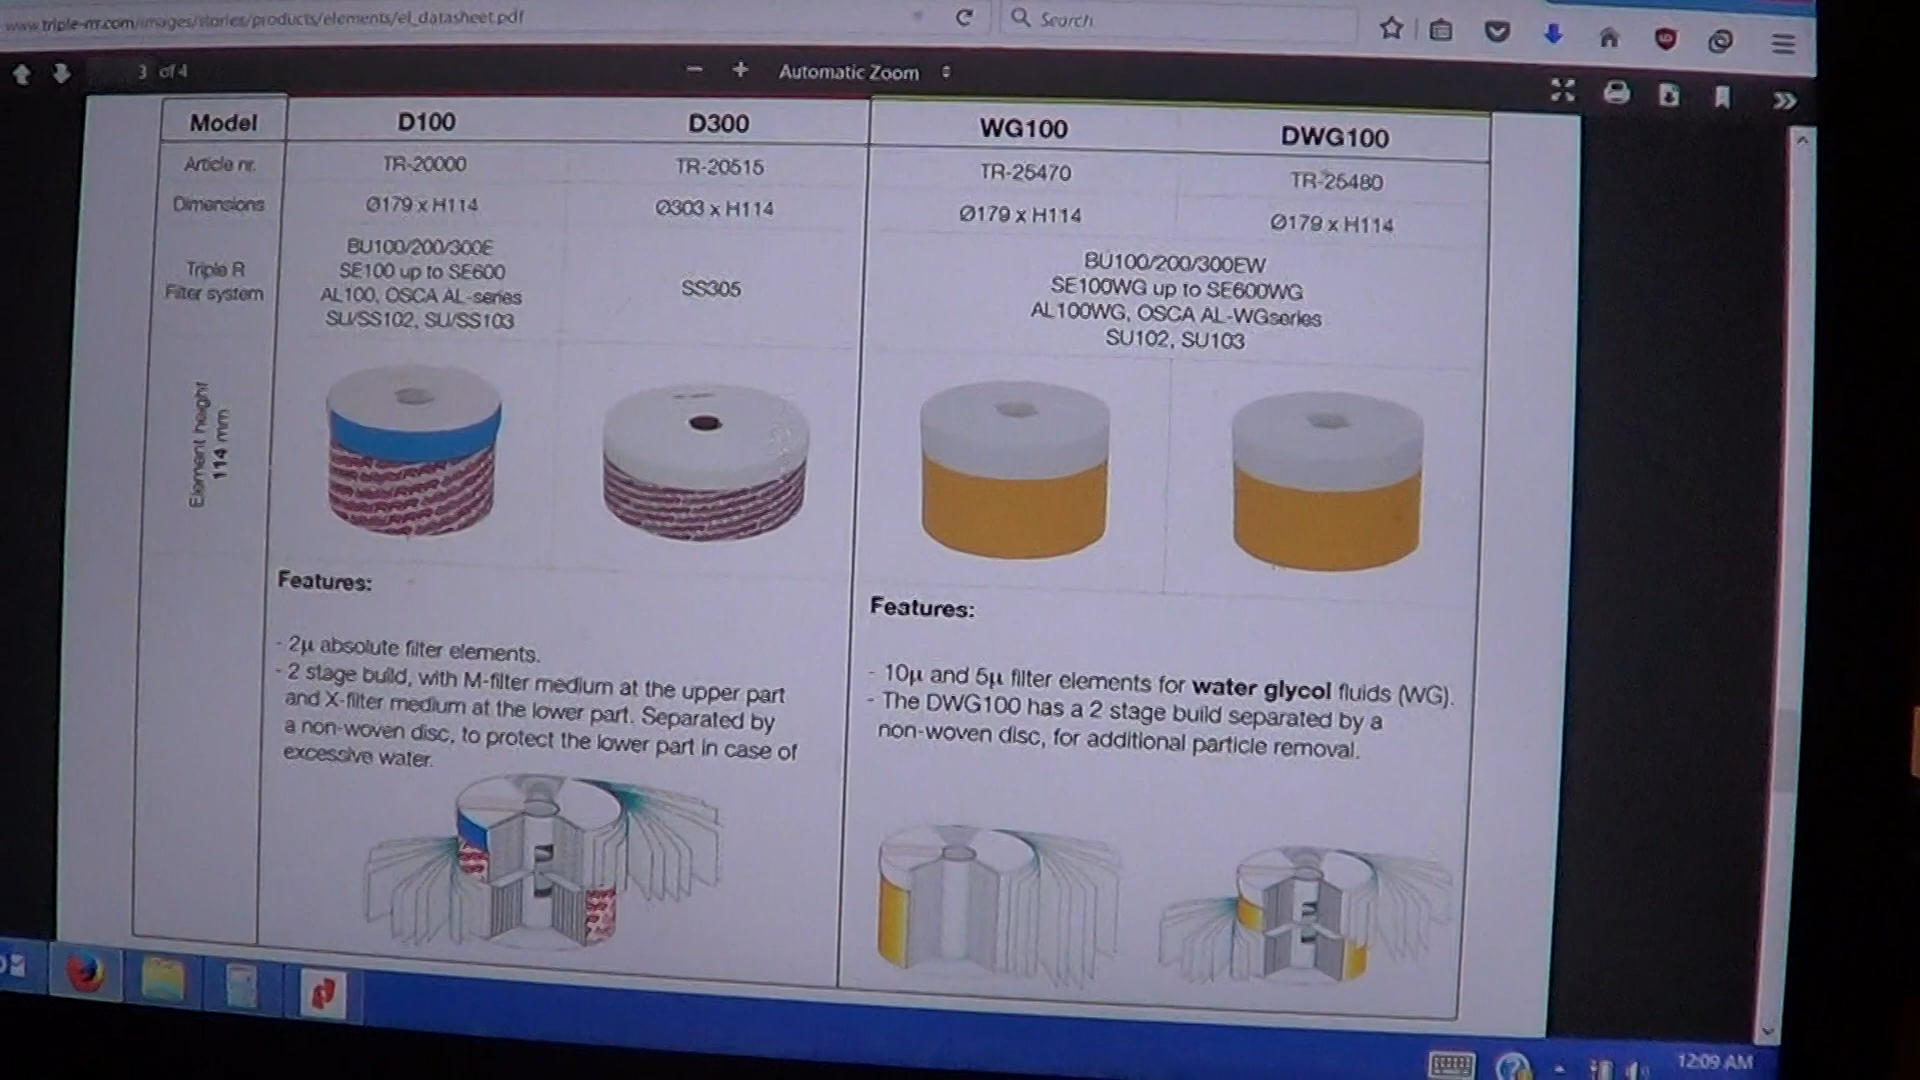 www.triple-rr.com/images/stories/products/elements/el_datasheet.pdf
Search
3 of 4
Automatic Zoom
Model D100 D300 WG100 DWG100
Article nr. TR-20000 TR-20515 TR-25470 TR-25480
Dimensions Ø179 x H114 Ø303 x H114 Ø179 x H114 Ø179 x H114
Triple R
Filter system
BU100/200/300E
SE100 up to SE600
AL100, OSCA AL-series
SU/SS102, SU/SS103
SS305
BU100/200/300EW
SE100WG up to SE600WG
AL100WG, OSCA AL-WGseries
SU102, SU103
Element height
114 mm
Features:
- 2µ absolute filter elements.
- 2 stage build, with M-filter medium at the upper part
and X-filter medium at the lower part. Separated by
a non-woven disc, to protect the lower part in case of
excessive water.
Features:
- 10µ and 5µ filter elements for water glycol fluids (WG).
- The DWG100 has a 2 stage build separated by a
non-woven disc, for additional particle removal.
12:09 AM